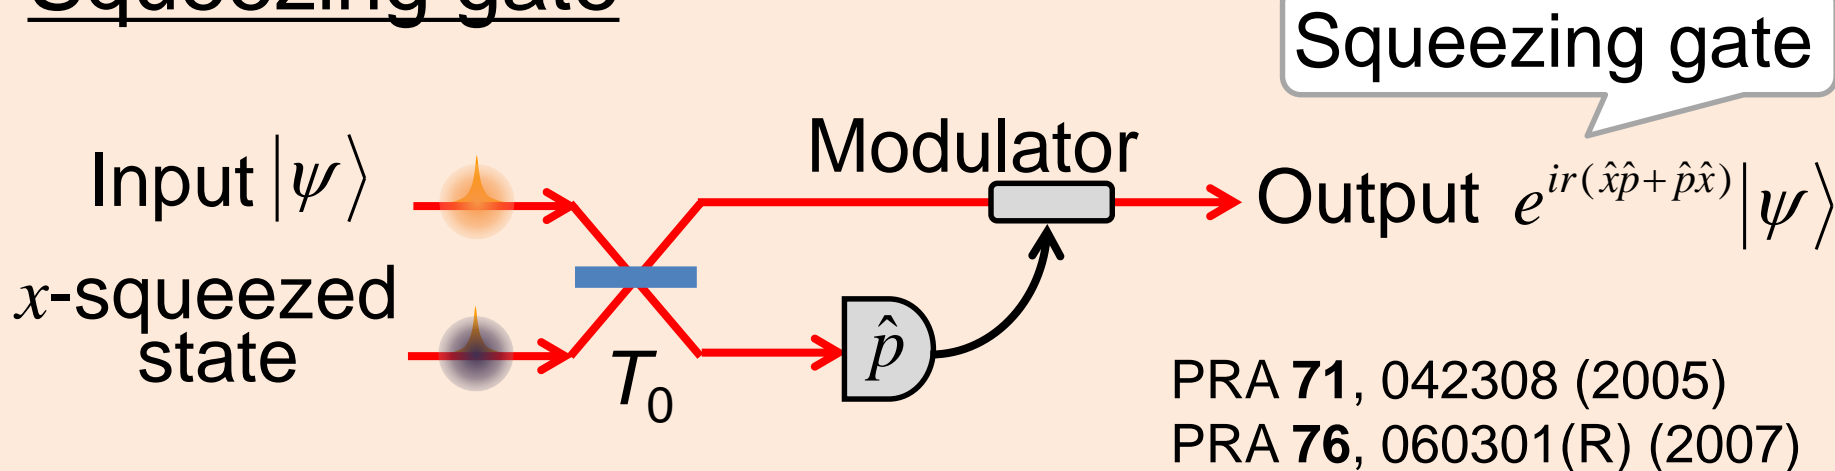 Squeezing gate
Squeezing gate
Modulator
Input |ψ⟩
Output e^{ir(x̂p̂+p̂x̂)}|ψ⟩
x-squeezed
state
T₀
p̂
PRA 71, 042308 (2005)
PRA 76, 060301(R) (2007)